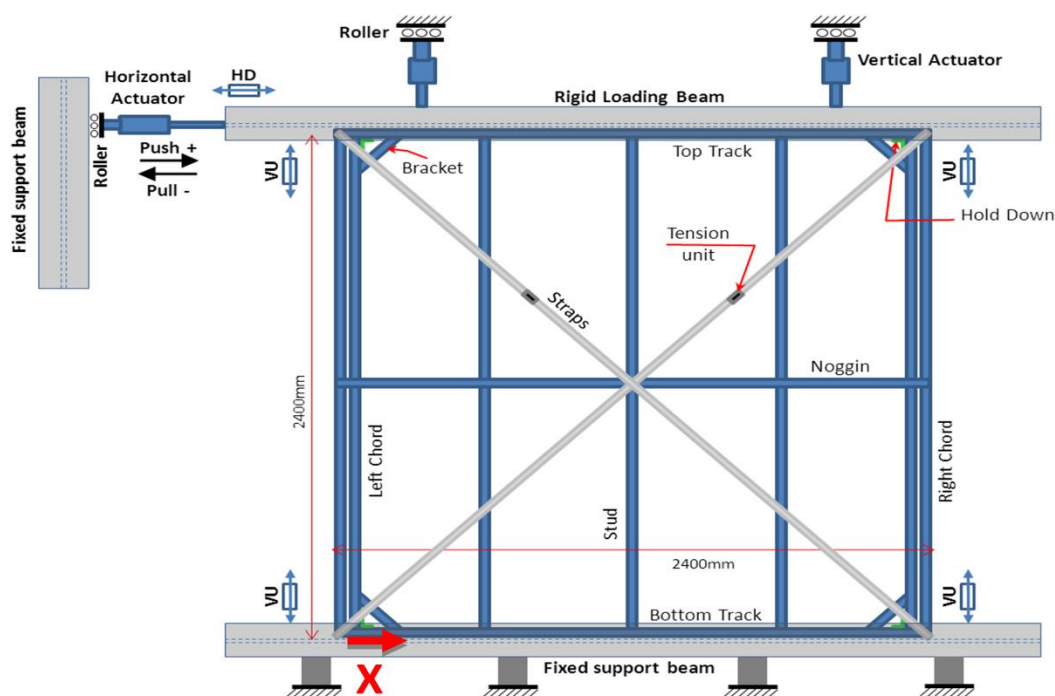 Roller
Vertical Actuator
Horizontal
Actuator
HD
Rigid Loading Beam
Fixed support beam
Roller
Push +
Pull -
VU
Bracket
Top Track
VU
Hold Down
Tension
unit
Straps
Noggin
2400mm
Left Chord
Stud
Right Chord
2400mm
VU
VU
Bottom Track
X
Fixed support beam